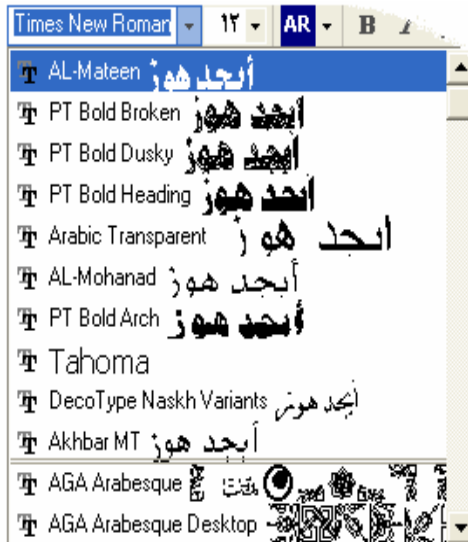 Times New Roman ١٢ AR B I
AL-Mateen أبجد هوز
PT Bold Broken أبجد هوز
PT Bold Dusky أبجد هوز
PT Bold Heading أبجد هوز
Arabic Transparent ابجد هو ز
AL-Mohanad أبجد هوز
PT Bold Arch أبجد هوز
Tahoma
DecoType Naskh Variants أبجد هوز
Akhbar MT أبجد هوز
AGA Arabesque
AGA Arabesque Desktop